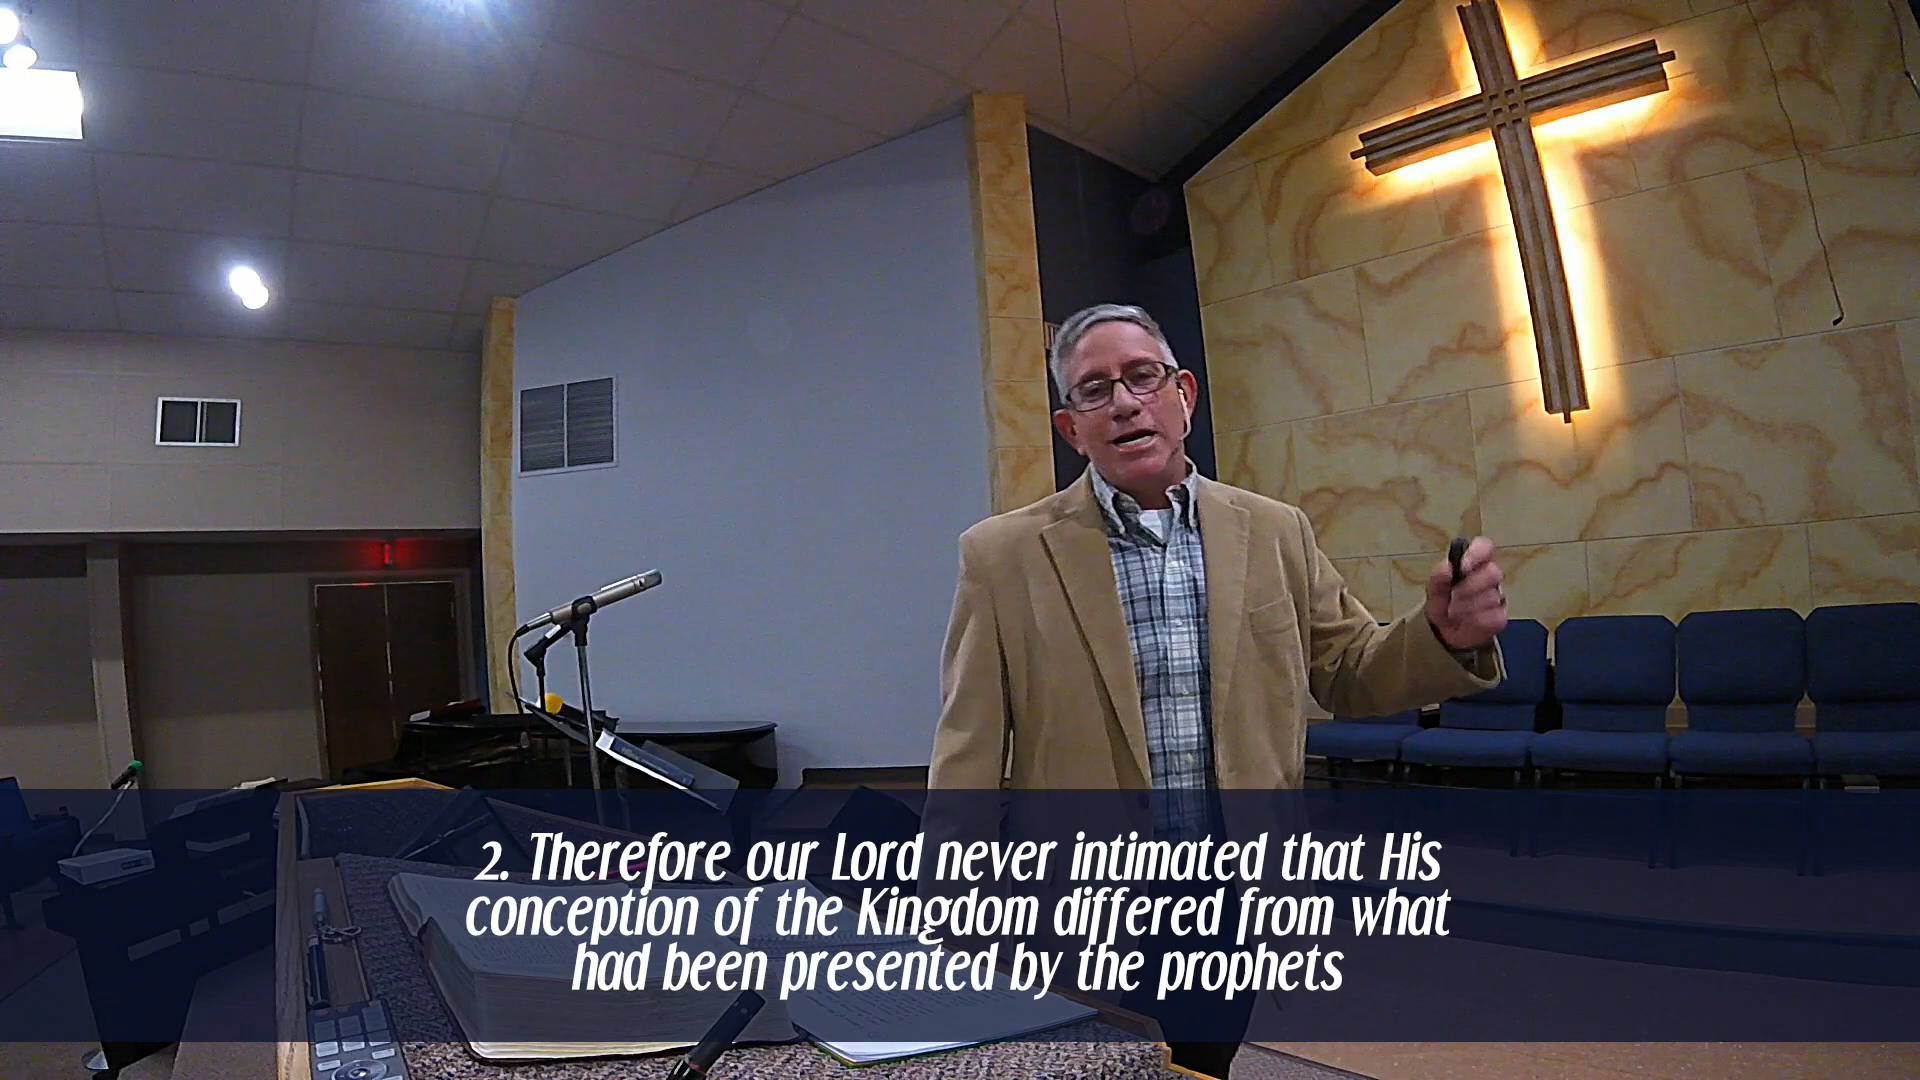 2. Therefore our Lord never intimated that His
conception of the Kingdom differed from what
had been presented by the prophets